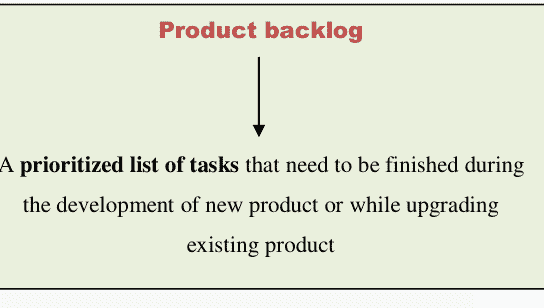 Product backlog
A prioritized list of tasks that need to be finished during
the development of new product or while upgrading
existing product